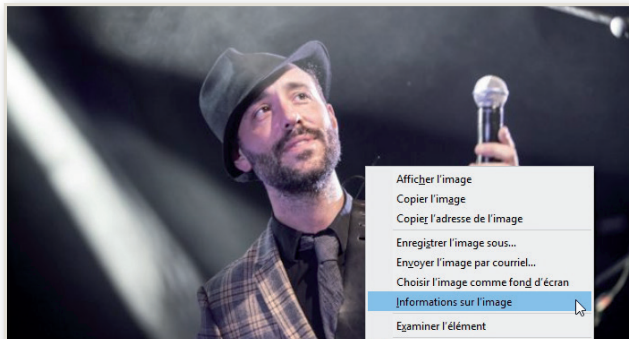 Afficher l'image
Copier l'image
Copier l'adresse de l'image
Enregistrer l'image sous...
Envoyer l'image par courriel...
Choisir l'image comme fond d'écran
Informations sur l'image
Examiner l'élément